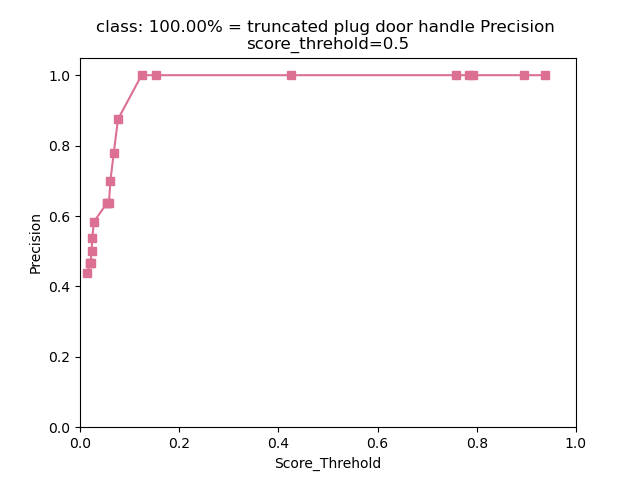 class: 100.00% = truncated plug door handle Precision
score_threhold=0.5
1.0
0.8
0.6
0.4
0.2
0.0
Precision
0.0 0.2 0.4 0.6 0.8 1.0
Score_Threhold